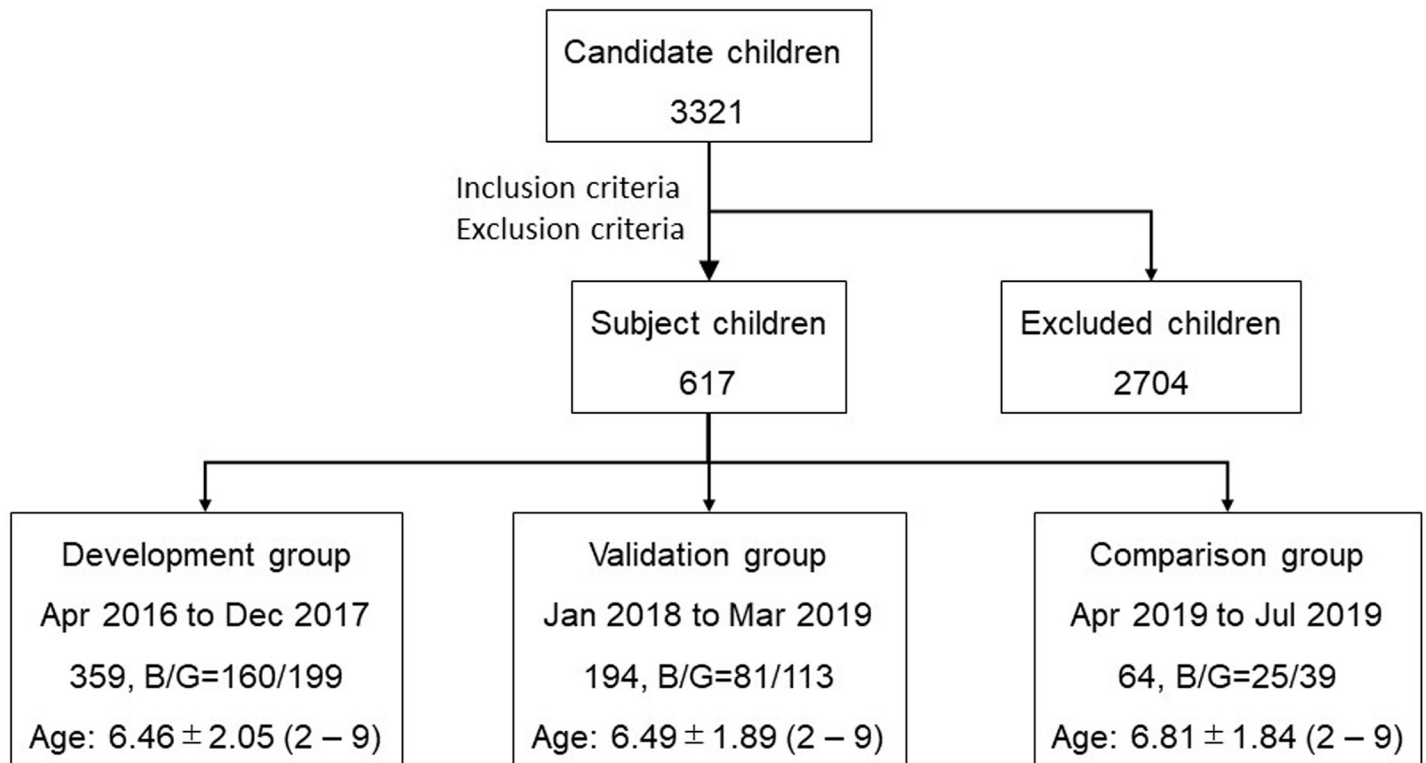 Candidate children
3321
Inclusion criteria
Exclusion criteria
Subject children
617
Excluded children
2704
Development group
Apr 2016 to Dec 2017
359, B/G=160/199
Age: 6.46 ± 2.05 (2 – 9)
Validation group
Jan 2018 to Mar 2019
194, B/G=81/113
Age: 6.49 ± 1.89 (2 – 9)
Comparison group
Apr 2019 to Jul 2019
64, B/G=25/39
Age: 6.81 ± 1.84 (2 – 9)